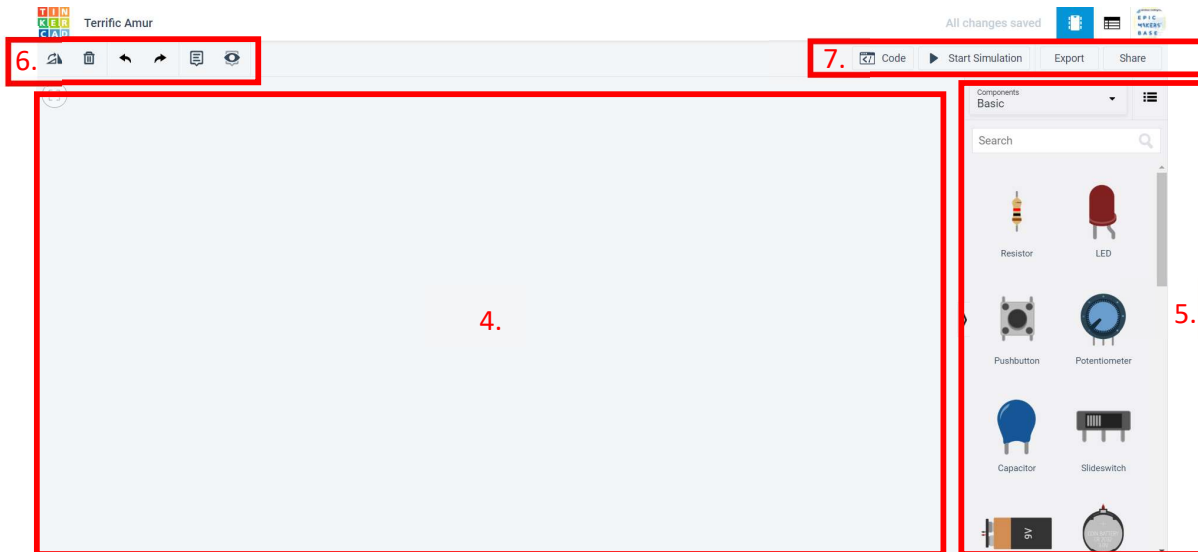 TIN
KER
CAD
Terrific Amur
All changes saved
EPIC
MAKERS'
BASE
6.
7.
Code
Start Simulation
Export
Share
Components
Basic
Search
Resistor
LED
4.
5.
Pushbutton
Potentiometer
Capacitor
Slideswitch
9V